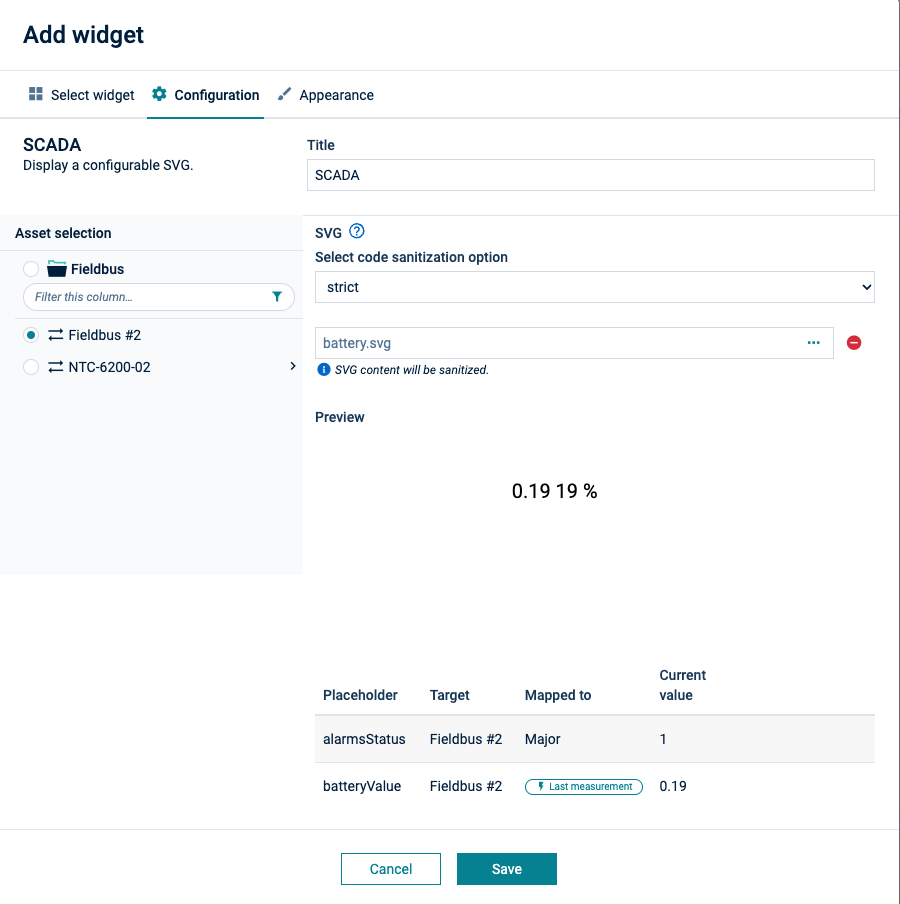 Add widget
Select widget
Configuration
Appearance
SCADA
Display a configurable SVG.
Title
SCADA
Asset selection
Fieldbus
Filter this column...
Fieldbus #2
NTC-6200-02
SVG
Select code sanitization option
strict
battery.svg
SVG content will be sanitized.
Preview
0.19 19 %
Placeholder Target Mapped to Current value
alarmsStatus Fieldbus #2 Major 1
batteryValue Fieldbus #2 Last measurement 0.19
Cancel
Save